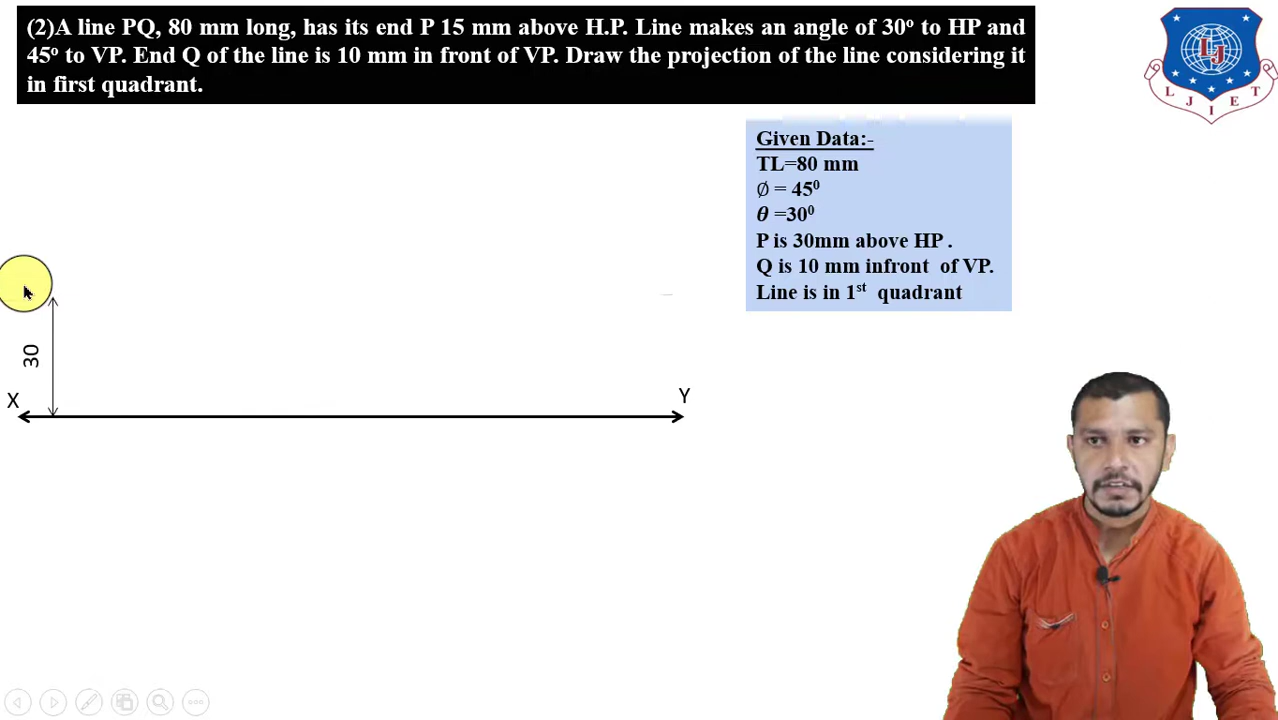 (2)A line PQ, 80 mm long, has its end P 15 mm above H.P. Line makes an angle of 30º to HP and
45º to VP. End Q of the line is 10 mm in front of VP. Draw the projection of the line considering it
in first quadrant.
LJ
L J I E T
Given Data:-
TL=80 mm
∅ = 45⁰
θ =30⁰
P is 30mm above HP .
Q is 10 mm infront of VP.
Line is in 1ˢᵗ quadrant
30
X
Y